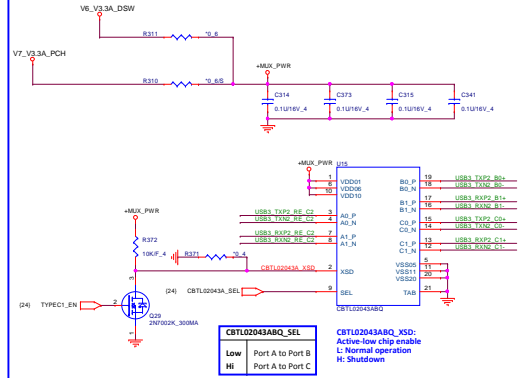 V6_V3.3A_DSW
R311 *0_6
V7_V3.3A_PCH
R310 *0_6/S
+MUX_PWR
C314 C373 C315 C341
0.1U/16V_4 0.1U/16V_4 0.1U/16V_4 0.1U/16V_4
+MUX_PWR U15
1 VDD01 B0_P 19 USB3_TXP2_B0+
6 VDD06 B0_N 18 USB3_TXN2_B0-
10 VDD10
B1_P 17 USB3_RXP2_B1+
B1_N 16 USB3_RXN2_B1-
USB3_TXP2_RE_C2 3 A0_P
USB3_TXN2_RE_C2 4 A0_N C0_P 15 USB3_TXP2_C0+
C0_N 14 USB3_TXN2_C0-
USB3_RXP2_RE_C2 7 A1_P
USB3_RXN2_RE_C2 8 A1_N C1_P 13 USB3_RXP2_C1+
C1_N 12 USB3_RXN2_C1-
+MUX_PWR
R372
10K/F_4
R371 *0_4
CBTL02043A_XSD 2 XSD
VSS05 5
VSS11 11
VSS20 20
(24) CBTL02043A_SEL 9 SEL TAB 21
CBTL02043ABQ
3
(24) TYPEC1_EN 2
1
Q29
2N7002K_300MA
CBTL02043ABQ_SEL
Low Port A to Port B
Hi Port A to Port C
CBTL02043ABQ_XSD:
Active-low chip enable
L: Normal operation
H: Shutdown